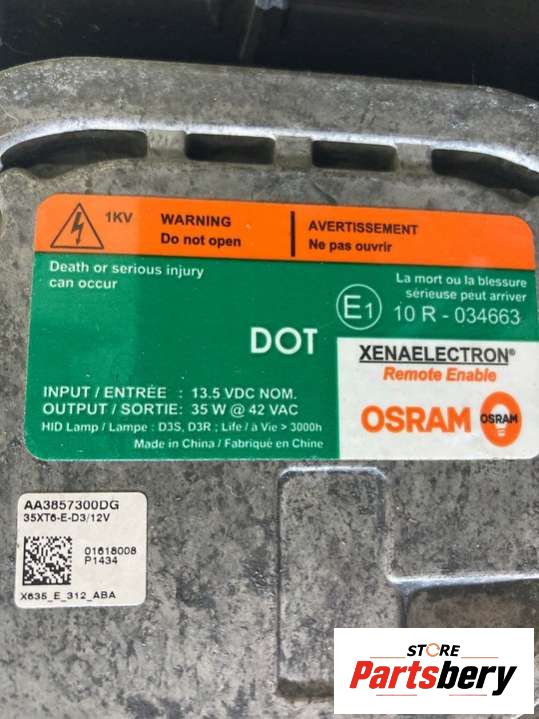 1KV
WARNING
Do not open
AVERTISSEMENT
Ne pas ouvrir
Death or serious injury
can occur
La mort ou la blessure
sérieuse peut arriver
E1
10 R - 034663
DOT
XENAELECTRON®
Remote Enable
INPUT / ENTRÉE : 13.5 VDC NOM.
OUTPUT / SORTIE: 35 W @ 42 VAC
HID Lamp / Lampe : D3S, D3R ; Life / à Vie > 3000h
Made in China / Fabriqué en Chine
OSRAM
OSRAM
AA3857300DG
35XT6-E-D3/12V
01618008
P1434
X635_E_312_ABA
STORE
Partsbery